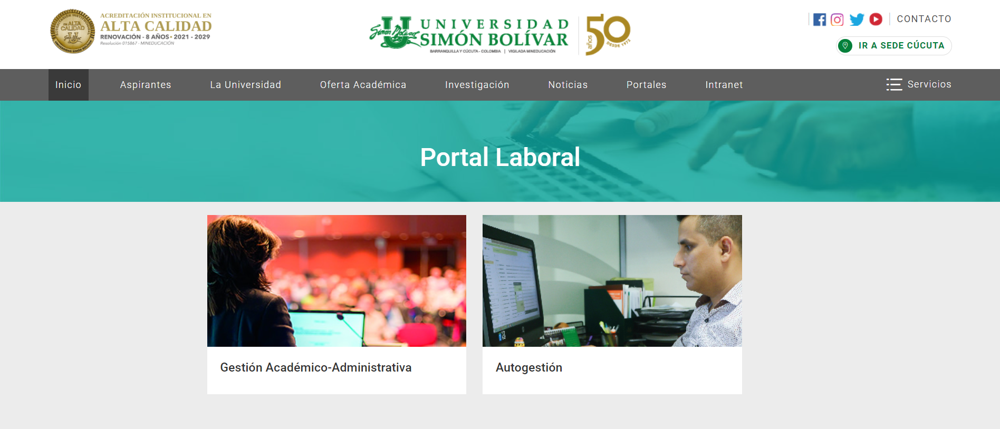 ACREDITACIÓN INSTITUCIONAL EN
ALTA CALIDAD
RENOVACIÓN - 8 AÑOS - 2021 - 2029
Resolución 015867 - MINEDUCACIÓN
Simón Bolívar
UNIVERSIDAD
SIMÓN BOLÍVAR
BARRANQUILLA Y CÚCUTA - COLOMBIA | VIGILADA MINEDUCACIÓN
50
años
DESDE 1972
CONTACTO
IR A SEDE CÚCUTA
Inicio
Aspirantes
La Universidad
Oferta Académica
Investigación
Noticias
Portales
Intranet
Servicios
Portal Laboral
Gestión Académico-Administrativa
Autogestión